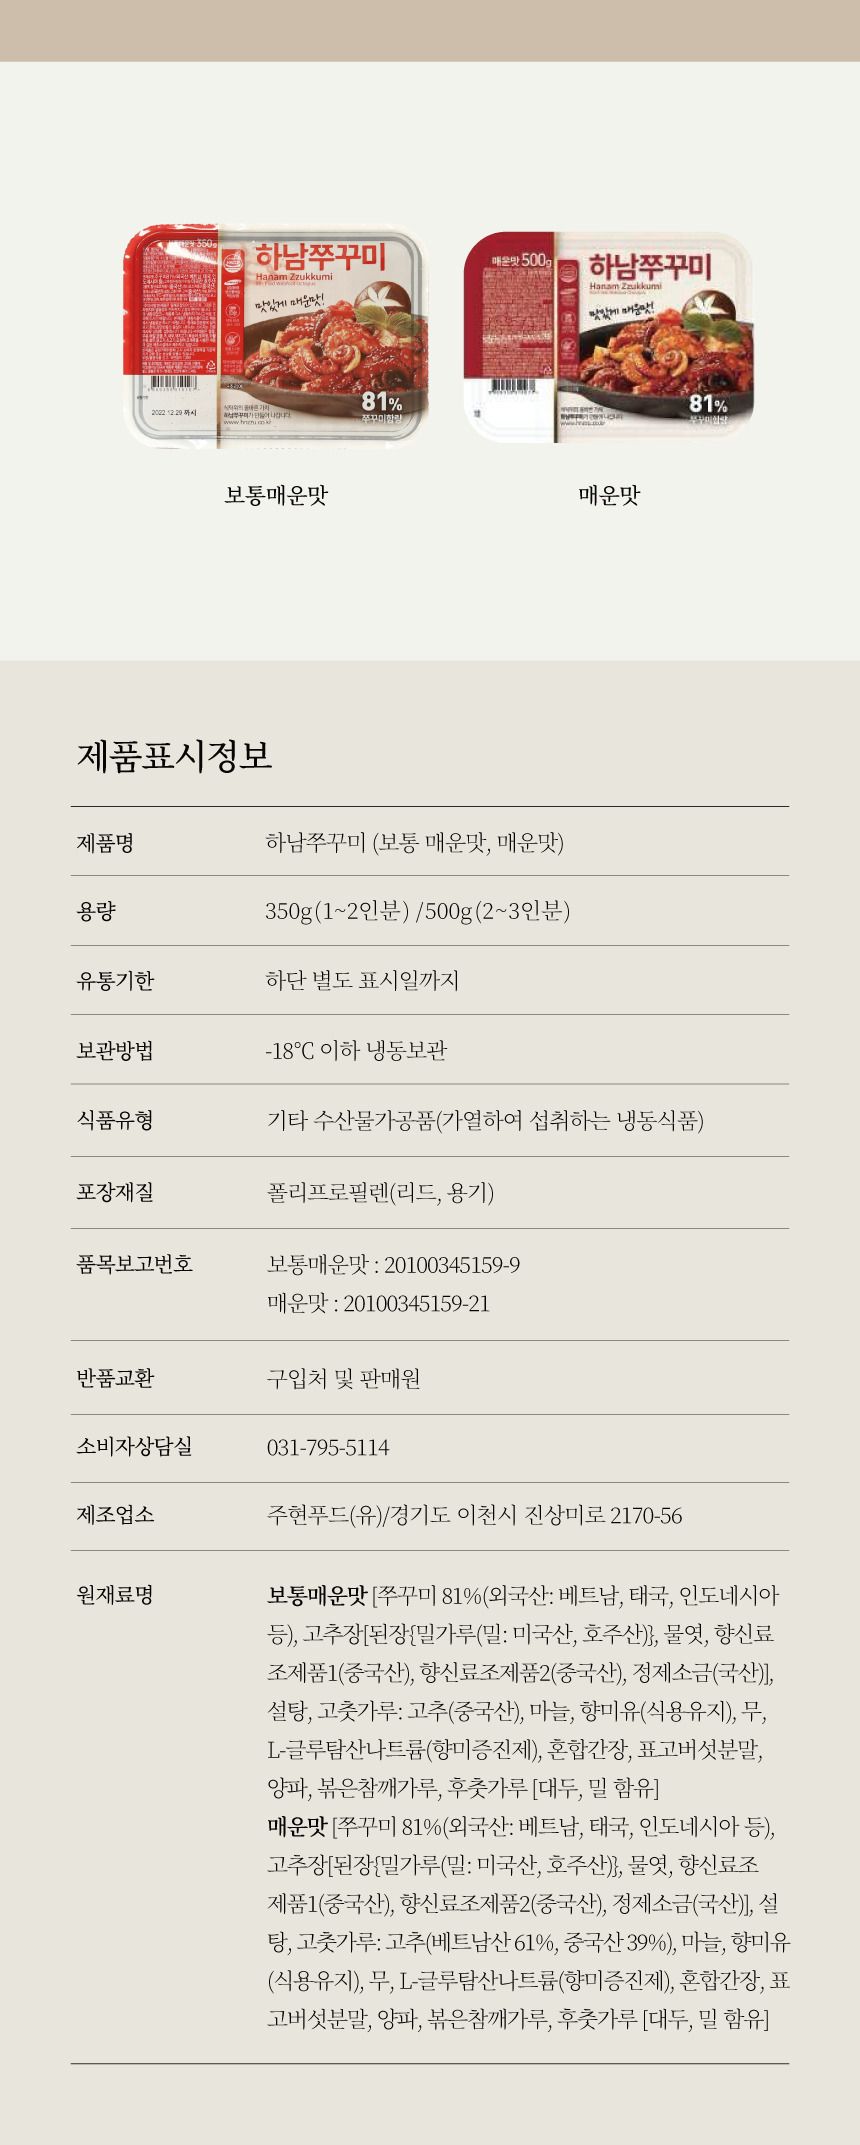 보통매운맛 350g
하남쭈꾸미
Hanam Zzukkumi
맛있게 매운맛!
81%
쭈꾸미함량
2022.12.29 까지
www.hnzzu.co.kr
매운맛 500g
하남쭈꾸미
Hanam Zzukkumi
맛있게 매운맛!
81%
쭈꾸미함량
www.hnzzu.co.kr
보통매운맛
매운맛
제품표시정보
제품명 하남쭈꾸미 (보통 매운맛, 매운맛)
용량 350g(1~2인분) /500g(2~3인분)
유통기한 하단 별도 표시일까지
보관방법 -18℃ 이하 냉동보관
식품유형 기타 수산물가공품(가열하여 섭취하는 냉동식품)
포장재질 폴리프로필렌(리드, 용기)
품목보고번호 보통매운맛 : 20100345159-9
매운맛 : 20100345159-21
반품교환 구입처 및 판매원
소비자상담실 031-795-5114
제조업소 주현푸드(유)/경기도 이천시 진상미로 2170-56
원재료명 보통매운맛 [쭈꾸미 81%(외국산: 베트남, 태국, 인도네시아
등), 고추장[된장{밀가루(밀: 미국산, 호주산)}, 물엿, 향신료
조제품1(중국산), 향신료조제품2(중국산), 정제소금(국산)],
설탕, 고춧가루: 고추(중국산), 마늘, 향미유(식용유지), 무,
L-글루탐산나트륨(향미증진제), 혼합간장, 표고버섯분말,
양파, 볶은참깨가루, 후춧가루 [대두, 밀 함유]
매운맛 [쭈꾸미 81%(외국산: 베트남, 태국, 인도네시아 등),
고추장[된장{밀가루(밀: 미국산, 호주산)}, 물엿, 향신료조
제품1(중국산), 향신료조제품2(중국산), 정제소금(국산)], 설
탕, 고춧가루: 고추(베트남산 61%, 중국산 39%), 마늘, 향미유
(식용유지), 무, L-글루탐산나트륨(향미증진제), 혼합간장, 표
고버섯분말, 양파, 볶은참깨가루, 후춧가루 [대두, 밀 함유]